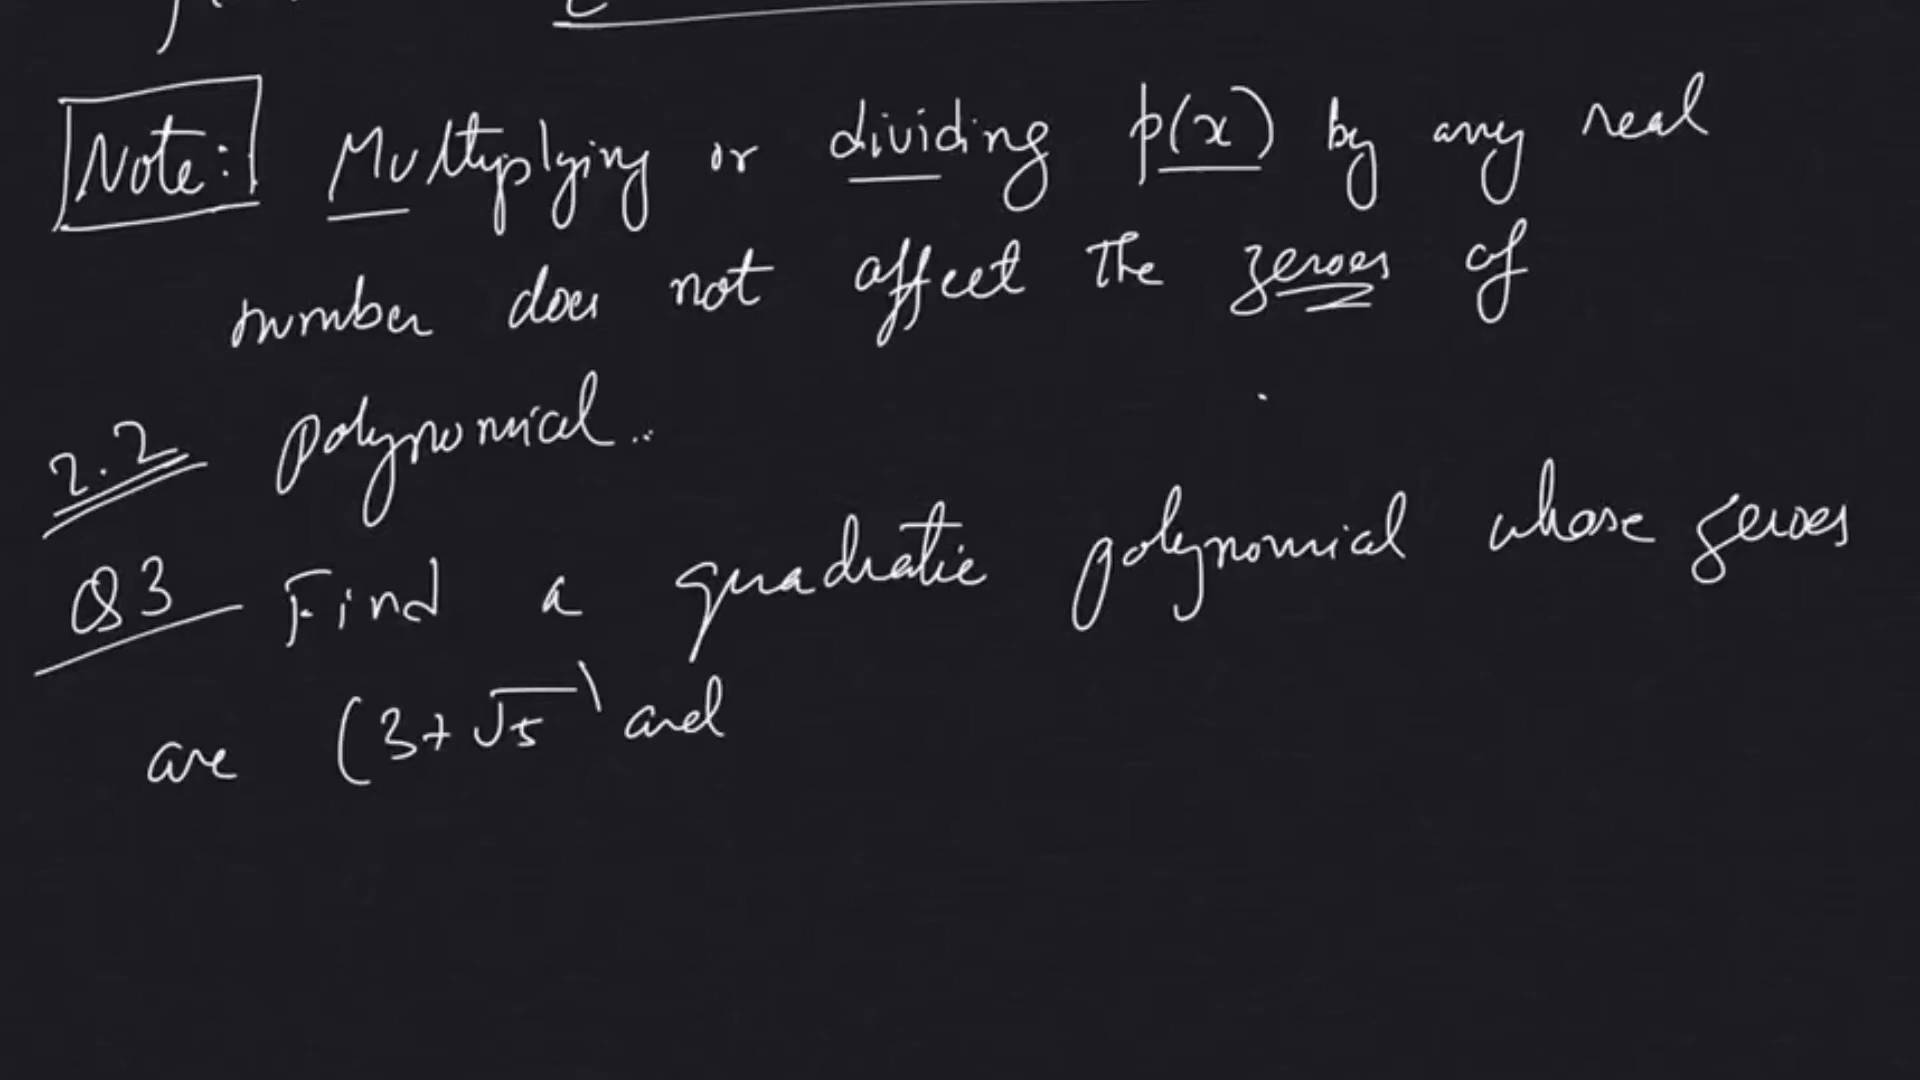 Note: Multiplying or dividing p(x) by any real
number does not affect the zeroes of
2.2 polynomial..
Q3 Find a quadratic polynomial whose zeroes
are (3+√5) and